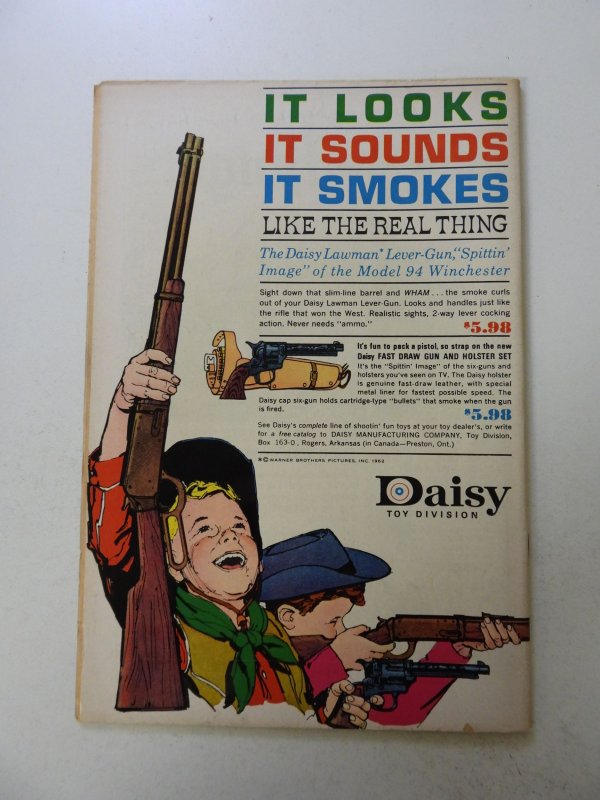 IT LOOKS
IT SOUNDS
IT SMOKES
LIKE THE REAL THING
The Daisy Lawman* Lever-Gun, "Spittin'
Image" of the Model 94 Winchester
Sight down that slim-line barrel and WHAM... the smoke curls
out of your Daisy Lawman Lever-Gun. Looks and handles just like
the rifle that won the West. Realistic sights, 2-way lever cocking
action. Never needs "ammo."
$5.98
It's fun to pack a pistol, so strap on the new
Daisy FAST DRAW GUN AND HOLSTER SET
It's the "Spittin' Image" of the six-guns and
holsters you've seen on TV. The Daisy holster
is genuine fast-draw leather, with special
metal liner for fastest possible speed. The
Daisy cap six-gun holds cartridge-type "bullets" that smoke when the gun
is fired.
$5.98
See Daisy's complete line of shootin' fun toys at your toy dealer's, or write
for a free catalog to DAISY MANUFACTURING COMPANY, Toy Division,
Box 163-D, Rogers, Arkansas (in Canada—Preston, Ont.)
*© WARNER BROTHERS PICTURES, INC. 1962
Daisy
TOY DIVISION